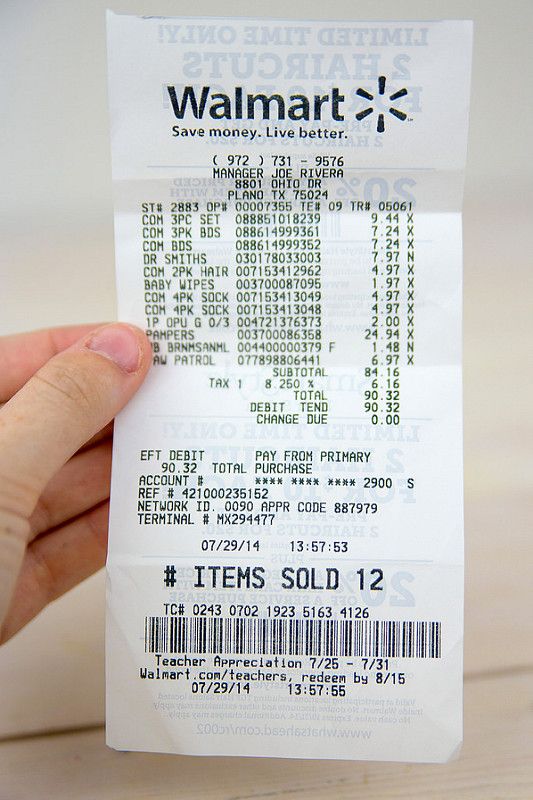 Walmart
Save money. Live better.
( 972 ) 731 - 9576
MANAGER JOE RIVERA
8801 OHIO DR
PLANO TX 75024
ST# 2883 OP# 00007355 TE# 09 TR# 05061
COM 3PC SET 088851018239 9.44 X
COM 3PK BDS 088614999361 7.24 X
COM BDS 088614999352 7.24 X
DR SMITHS 030178033003 7.97 N
COM 2PK HAIR 007153412962 4.97 X
BABY WIPES 003700087095 1.97 X
COM 4PK SOCK 007153413049 4.97 X
COM 4PK SOCK 007153413048 4.97 X
1P OPU G 0/3 004721376373 2.00 X
PAMPERS 003700086358 24.94 X
B BRNMSANML 004400000379 F 1.48 N
AW PATROL 077898806441 6.97 X
SUBTOTAL 84.16
TAX 1 8.250 % 6.16
TOTAL 90.32
DEBIT TEND 90.32
CHANGE DUE 0.00
EFT DEBIT PAY FROM PRIMARY
90.32 TOTAL PURCHASE
ACCOUNT # **** **** **** 2900 S
REF # 421000235152
NETWORK ID. 0090 APPR CODE 887979
TERMINAL # MX294477
07/29/14 13:57:53
# ITEMS SOLD 12
TC# 0243 0702 1923 5163 4126
Teacher Appreciation 7/25 - 7/31
Walmart.com/teachers, redeem by 8/15
07/29/14 13:57:55